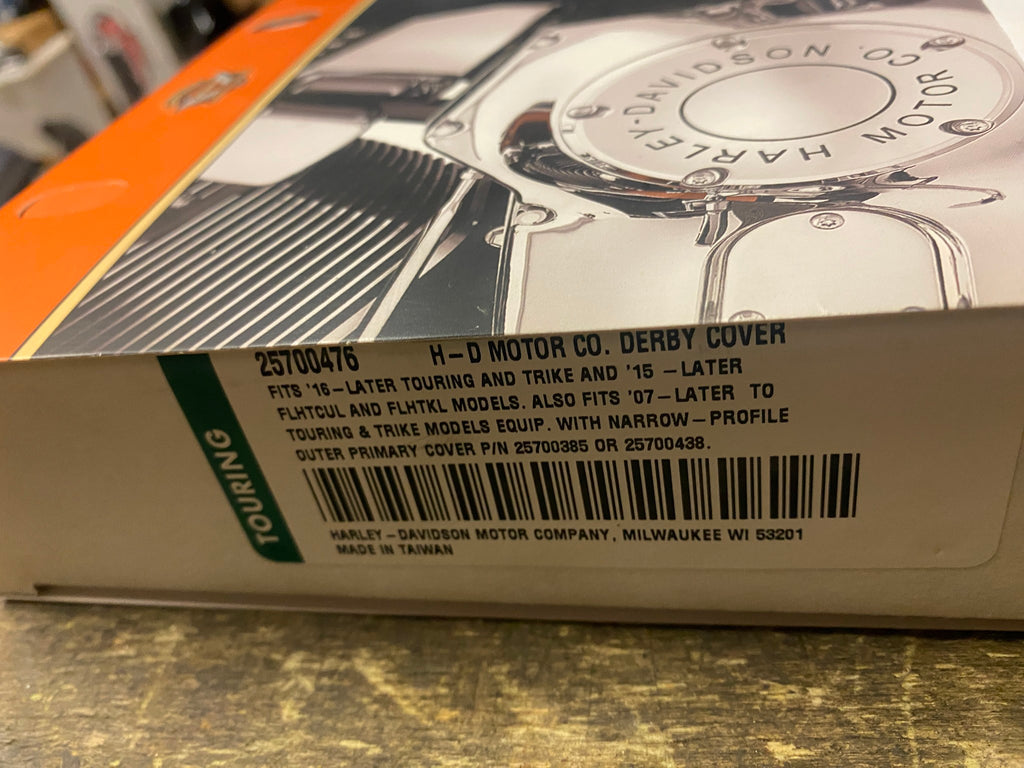 HARLEY-DAVIDSON MOTOR CO.
25700476 H-D MOTOR CO. DERBY COVER
FITS '16-LATER TOURING AND TRIKE AND '15 -LATER
FLHTCUL AND FLHTKL MODELS. ALSO FITS '07-LATER TO
TOURING & TRIKE MODELS EQUIP. WITH NARROW-PROFILE
OUTER PRIMARY COVER P/N 25700385 OR 25700438.
TOURING
HARLEY-DAVIDSON MOTOR COMPANY, MILWAUKEE WI 53201
MADE IN TAIWAN